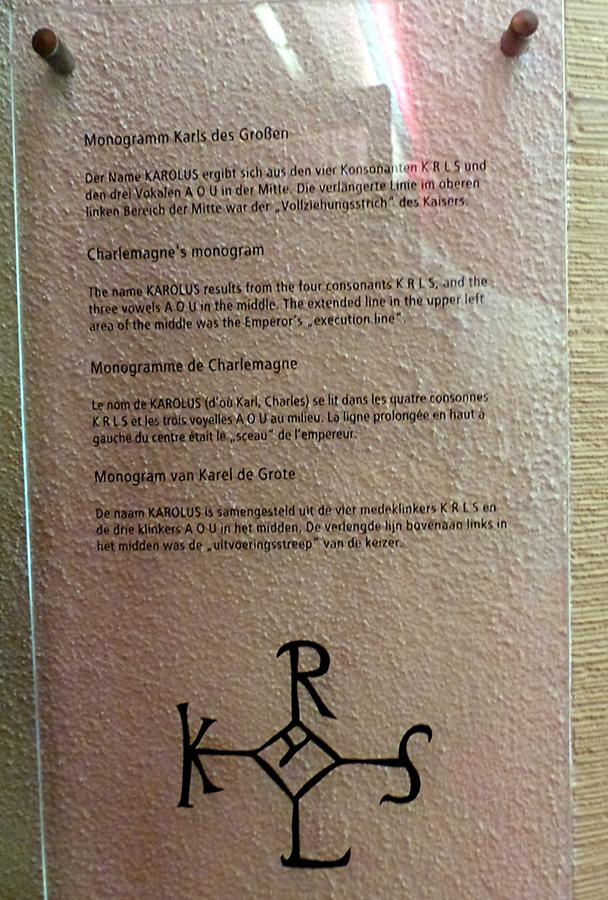 Monogramm Karls des Großen
Der Name KAROLUS ergibt sich aus den vier Konsonanten K R L S und
den drei Vokalen A O U in der Mitte. Die verlängerte Linie im oberen
linken Bereich der Mitte war der „Vollziehungsstrich“ des Kaisers.
Charlemagne's monogram
The name KAROLUS results from the four consonants K R L S, and the
three vowels A O U in the middle. The extended line in the upper left
area of the middle was the Emperor's „execution line“.
Monogramme de Charlemagne
Le nom de KAROLUS (d'où Karl, Charles) se lit dans les quatre consonnes
K R L S et les trois voyelles A O U au milieu. La ligne prolongée en haut à
gauche du centre était le „sceau“ de l'empereur.
Monogram van Karel de Grote
De naam KAROLUS is samengesteld uit de vier medeklinkers K R L S en
de drie klinkers A O U in het midden. De verlengde lijn bovenaan links in
het midden was de „uitvoeringsstreep“ van de keizer.
R
K S
L